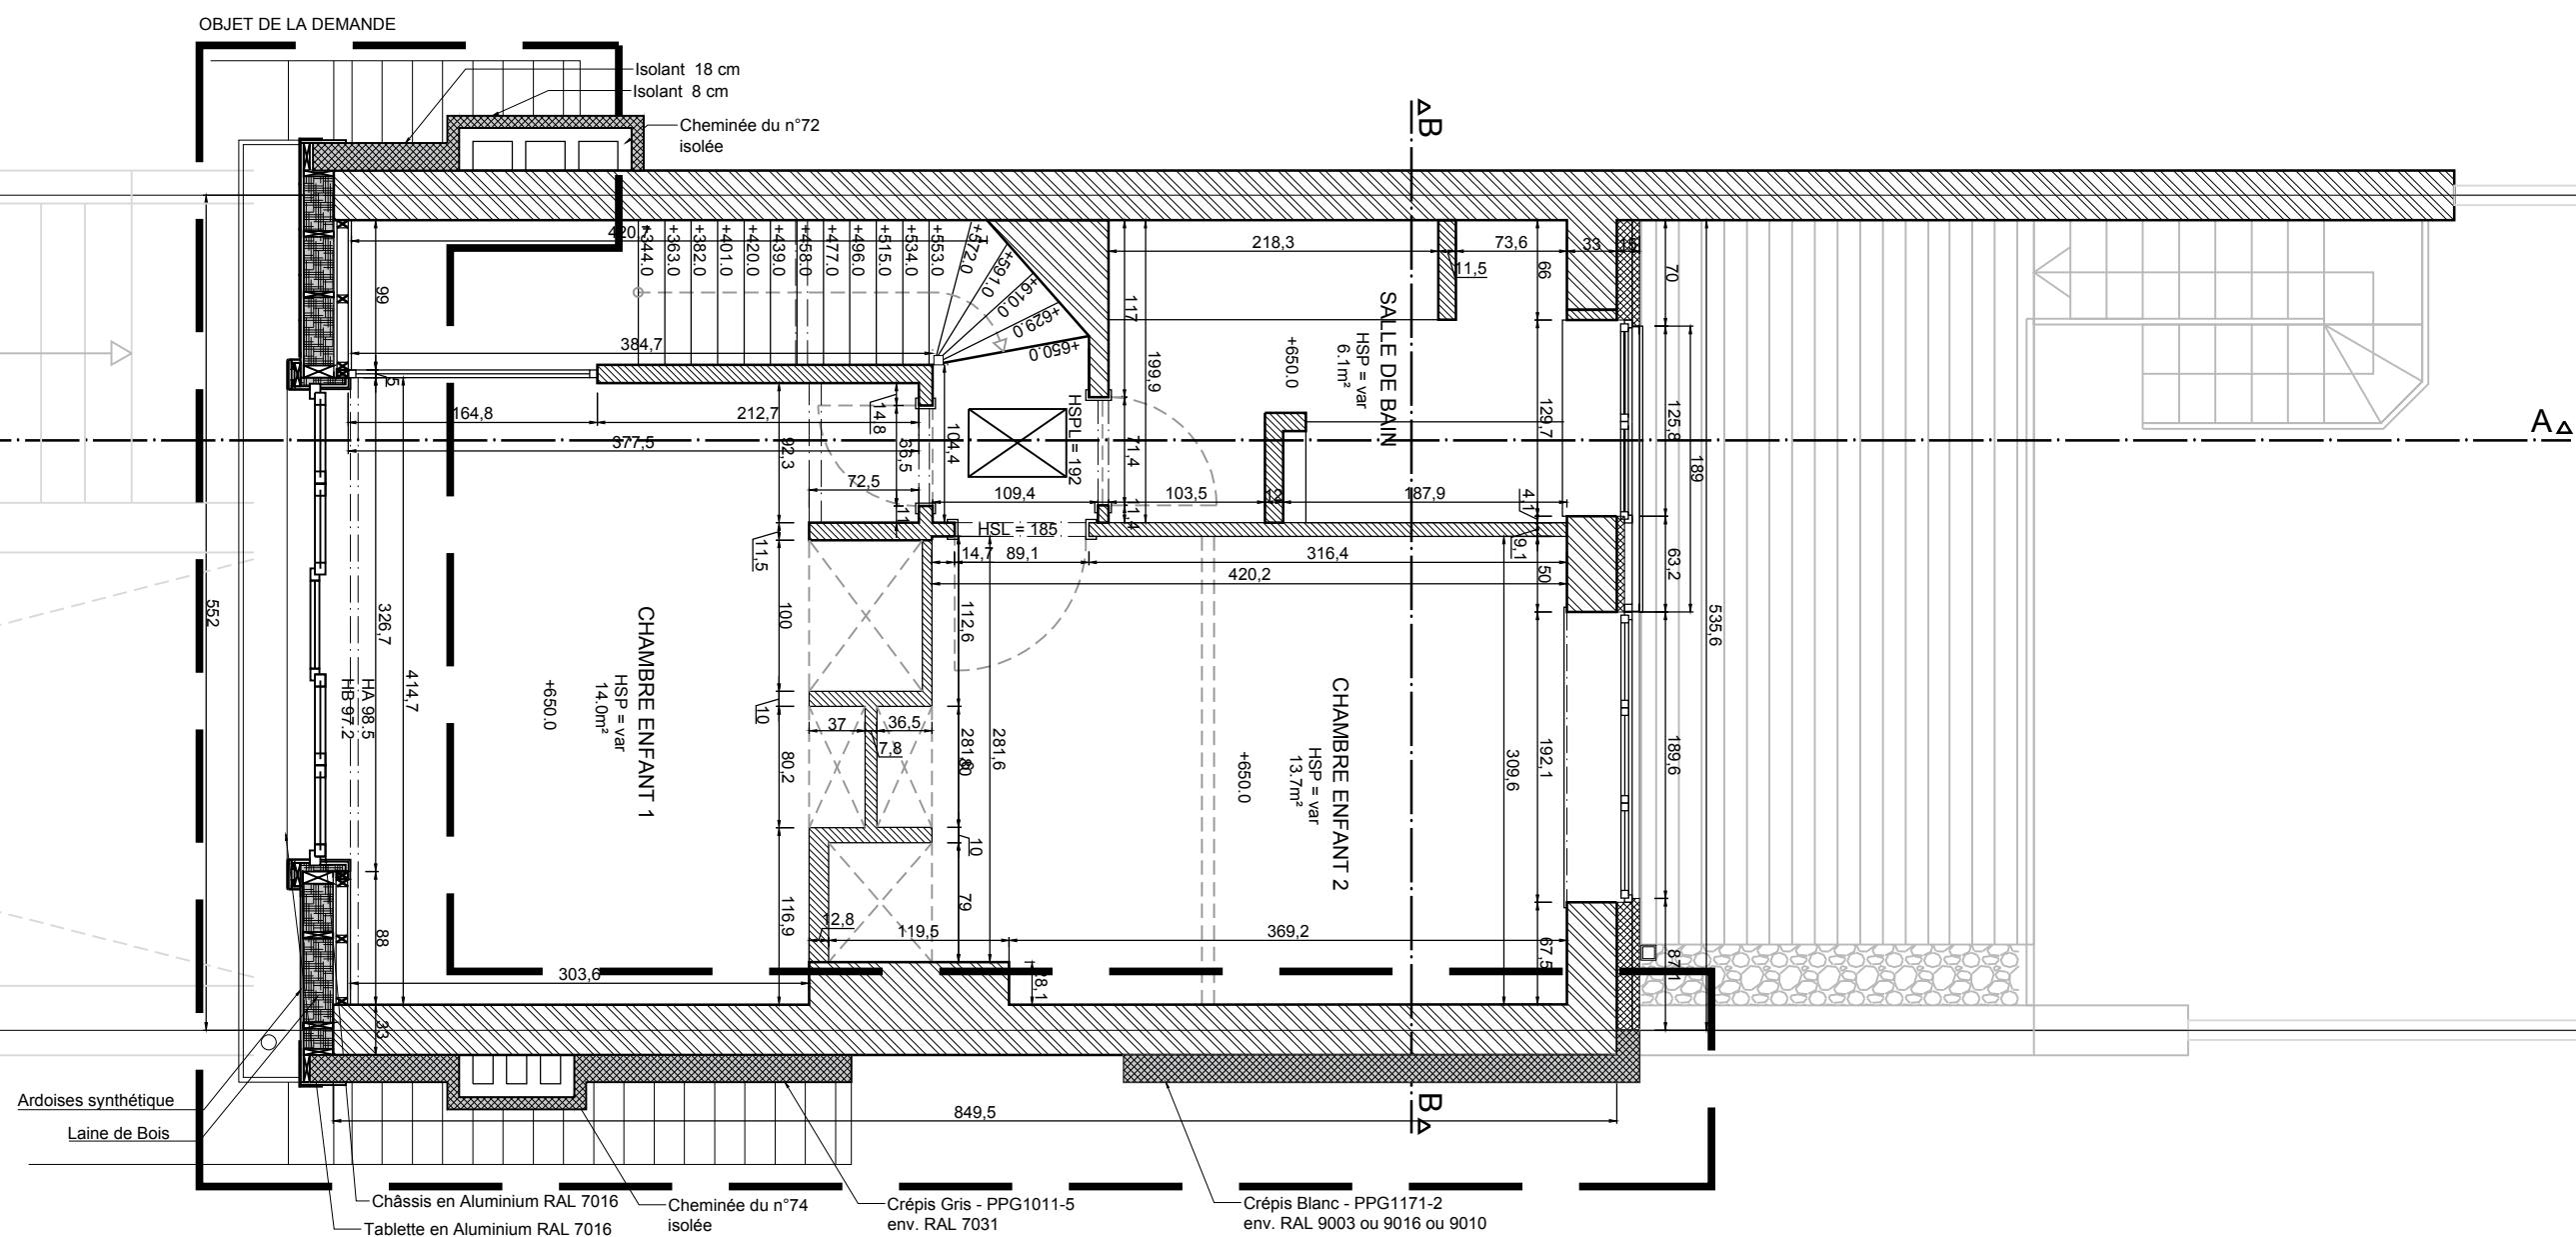 OBJET DE LA DEMANDE
Isolant 18 cm
Isolant 8 cm
Cheminée du n°72
isolée
B
A
420,7
+344.0
+363.0
+382.0
+401.0
+420.0
+439.0
+458.0
+477.0
+496.0
+515.0
+534.0
+553.0
+572.0
+591.0
+610.0
+629.0
+650.0
218,3
73,6
33
15
11,5
66
70
99
117
199,9
384,7
5
164,8
212,7
377,5
14,8
66,5
11
92,3
72,5
104,4
109,4
HSPL = 192
71,4
11,4
103,5
12
187,9
4,1
9,1
SALLE DE BAIN
HSP = var
6.1m²
+650.0
129,7
125,8
189
63,2
535,6
HSL = 185
14,7
89,1
316,4
420,2
50
11,5
100
10
80,2
116,9
112,6
281,6
80
281,6
10
79
37
36,5
7,8
12,8
119,5
369,2
28,1
303,6
552
326,7
414,7
HA 98.5
HB 97.2
88
33
CHAMBRE ENFANT 1
HSP = var
14.0m²
+650.0
CHAMBRE ENFANT 2
HSP = var
13.7m²
+650.0
309,6
192,1
189,6
67,5
87,1
849,5
B
Ardoises synthétique
Laine de Bois
Châssis en Aluminium RAL 7016
Tablette en Aluminium RAL 7016
Cheminée du n°74
isolée
Crépis Gris - PPG1011-5
env. RAL 7031
Crépis Blanc - PPG1171-2
env. RAL 9003 ou 9016 ou 9010